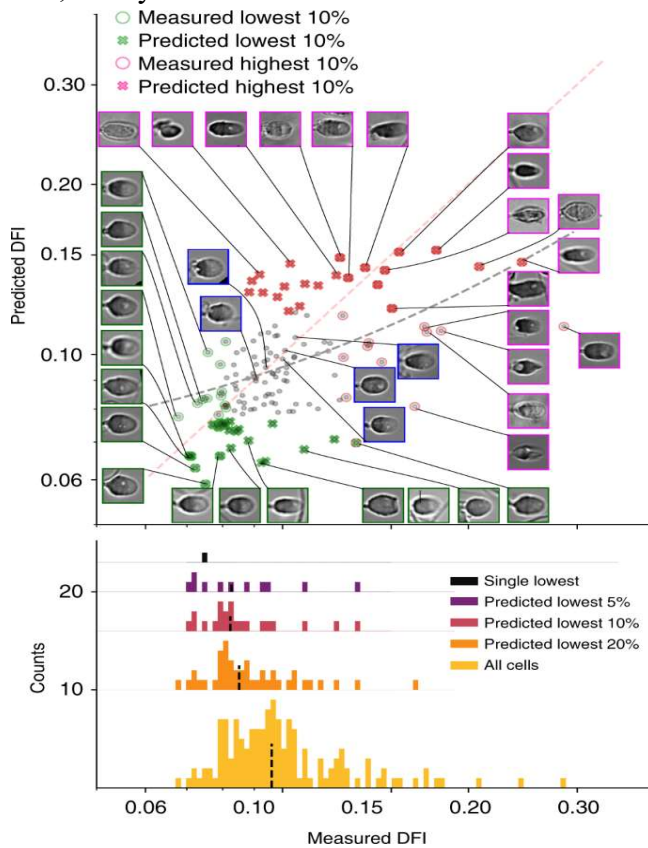 Measured lowest 10%
Predicted lowest 10%
Measured highest 10%
Predicted highest 10%
0.30
0.20
0.15
0.10
0.06
Predicted DFI
Single lowest
Predicted lowest 5%
Predicted lowest 10%
Predicted lowest 20%
All cells
20
10
Counts
0.06
0.10
0.15
0.20
0.30
Measured DFI